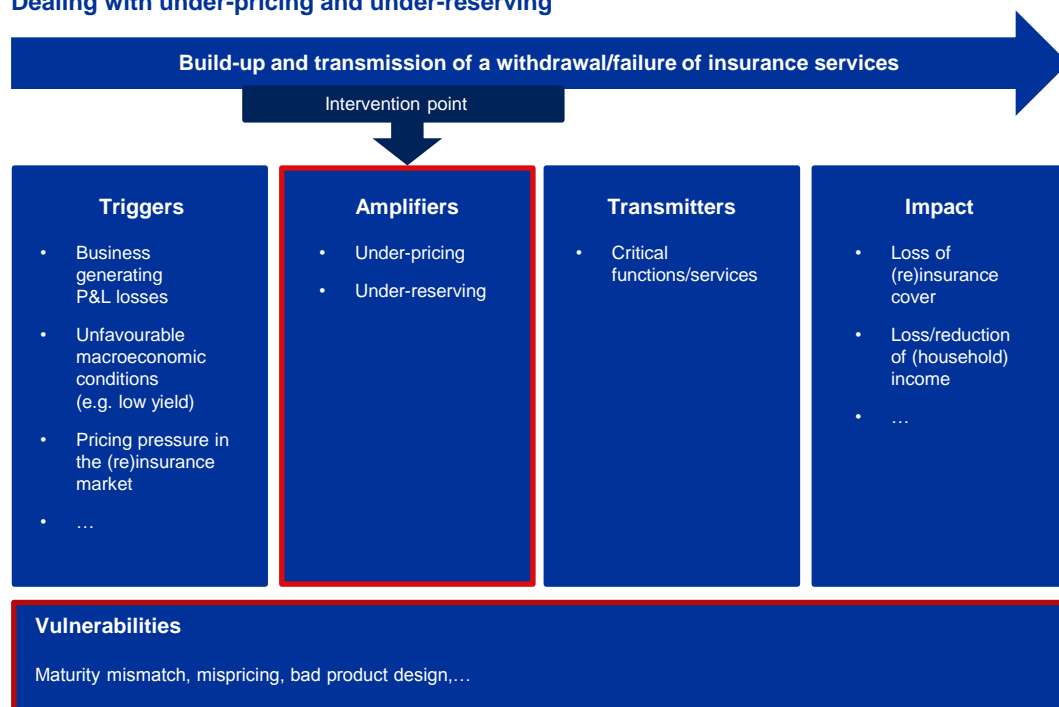 Dealing with under-pricing and under-reserving
Build-up and transmission of a withdrawal/failure of insurance services
Intervention point
Triggers
• Business
generating
P&L losses
• Unfavourable
macroeconomic
conditions
(e.g. low yield)
• Pricing pressure in
the (re)insurance
market
• …
Amplifiers
• Under-pricing
• Under-reserving
Transmitters
• Critical
functions/services
Impact
• Loss of
(re)insurance
cover
• Loss/reduction
of (household)
income
• …
Vulnerabilities
Maturity mismatch, mispricing, bad product design,…